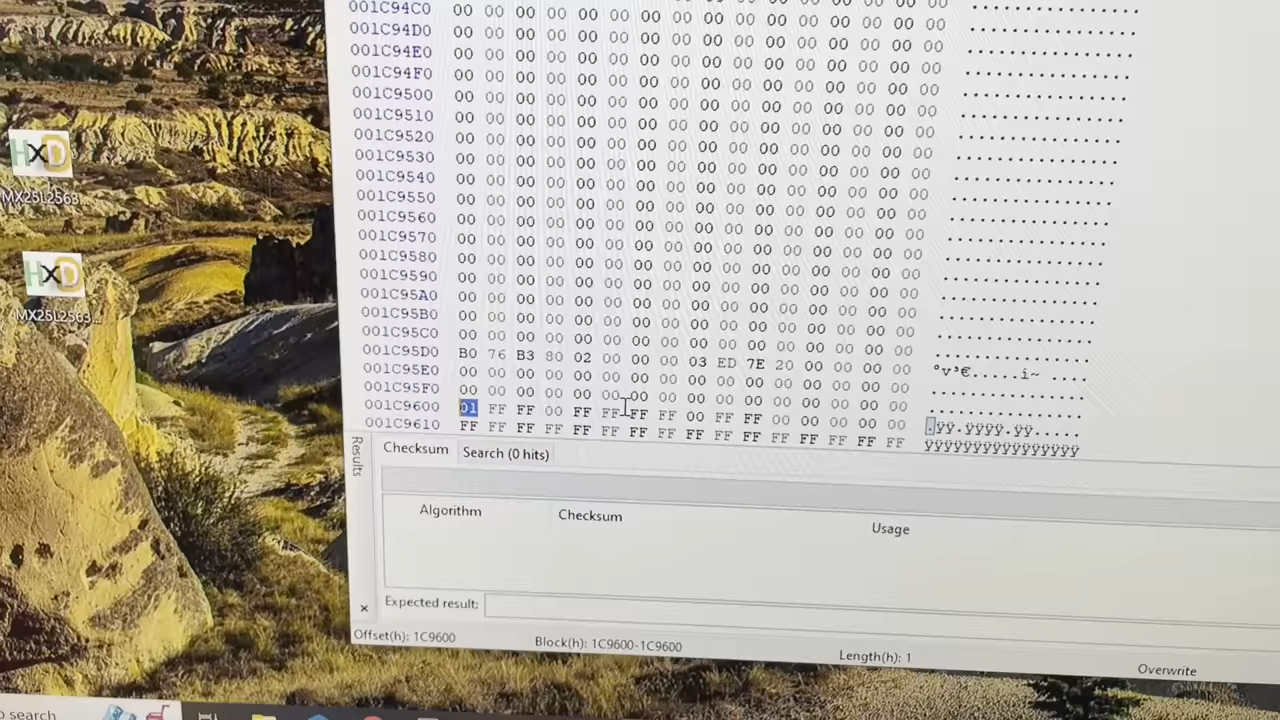 001C94C0 00 00 00 00 00 00 00 00 00 00 00 00 00 00 00 00 ................
001C94D0 00 00 00 00 00 00 00 00 00 00 00 00 00 00 00 00 ................
001C94E0 00 00 00 00 00 00 00 00 00 00 00 00 00 00 00 00 ................
001C94F0 00 00 00 00 00 00 00 00 00 00 00 00 00 00 00 00 ................
001C9500 00 00 00 00 00 00 00 00 00 00 00 00 00 00 00 00 ................
001C9510 00 00 00 00 00 00 00 00 00 00 00 00 00 00 00 00 ................
001C9520 00 00 00 00 00 00 00 00 00 00 00 00 00 00 00 00 ................
001C9530 00 00 00 00 00 00 00 00 00 00 00 00 00 00 00 00 ................
001C9540 00 00 00 00 00 00 00 00 00 00 00 00 00 00 00 00 ................
001C9550 00 00 00 00 00 00 00 00 00 00 00 00 00 00 00 00 ................
001C9560 00 00 00 00 00 00 00 00 00 00 00 00 00 00 00 00 ................
001C9570 00 00 00 00 00 00 00 00 00 00 00 00 00 00 00 00 ................
001C9580 00 00 00 00 00 00 00 00 00 00 00 00 00 00 00 00 ................
001C9590 00 00 00 00 00 00 00 00 00 00 00 00 00 00 00 00 ................
001C95A0 00 00 00 00 00 00 00 00 00 00 00 00 00 00 00 00 ................
001C95B0 00 00 00 00 00 00 00 00 00 00 00 00 00 00 00 00 ................
001C95C0 00 00 00 00 00 00 00 00 00 00 00 00 00 00 00 00 ................
001C95D0 B0 76 B3 80 02 00 00 00 03 ED 7E 20 00 00 00 00 °v³€.....í~ ....
001C95E0 00 00 00 00 00 00 00 00 00 00 00 00 00 00 00 00 ................
001C95F0 00 00 00 00 00 00 00 00 00 00 00 00 00 00 00 00 ................
001C9600 01 FF FF 00 FF FF FF FF 00 FF FF 00 00 00 00 00 .ÿÿ.ÿÿÿÿ.ÿÿ.....
001C9610 FF FF FF FF FF FF FF FF FF FF FF FF FF FF FF FF ÿÿÿÿÿÿÿÿÿÿÿÿÿÿÿÿ
HxD
MX25L2563...
HxD
MX25L2563...
Results
Checksum Search (0 hits)
Algorithm Checksum Usage
Expected result:
Offset(h): 1C9600 Block(h): 1C9600-1C9600 Length(h): 1 Overwrite
o search